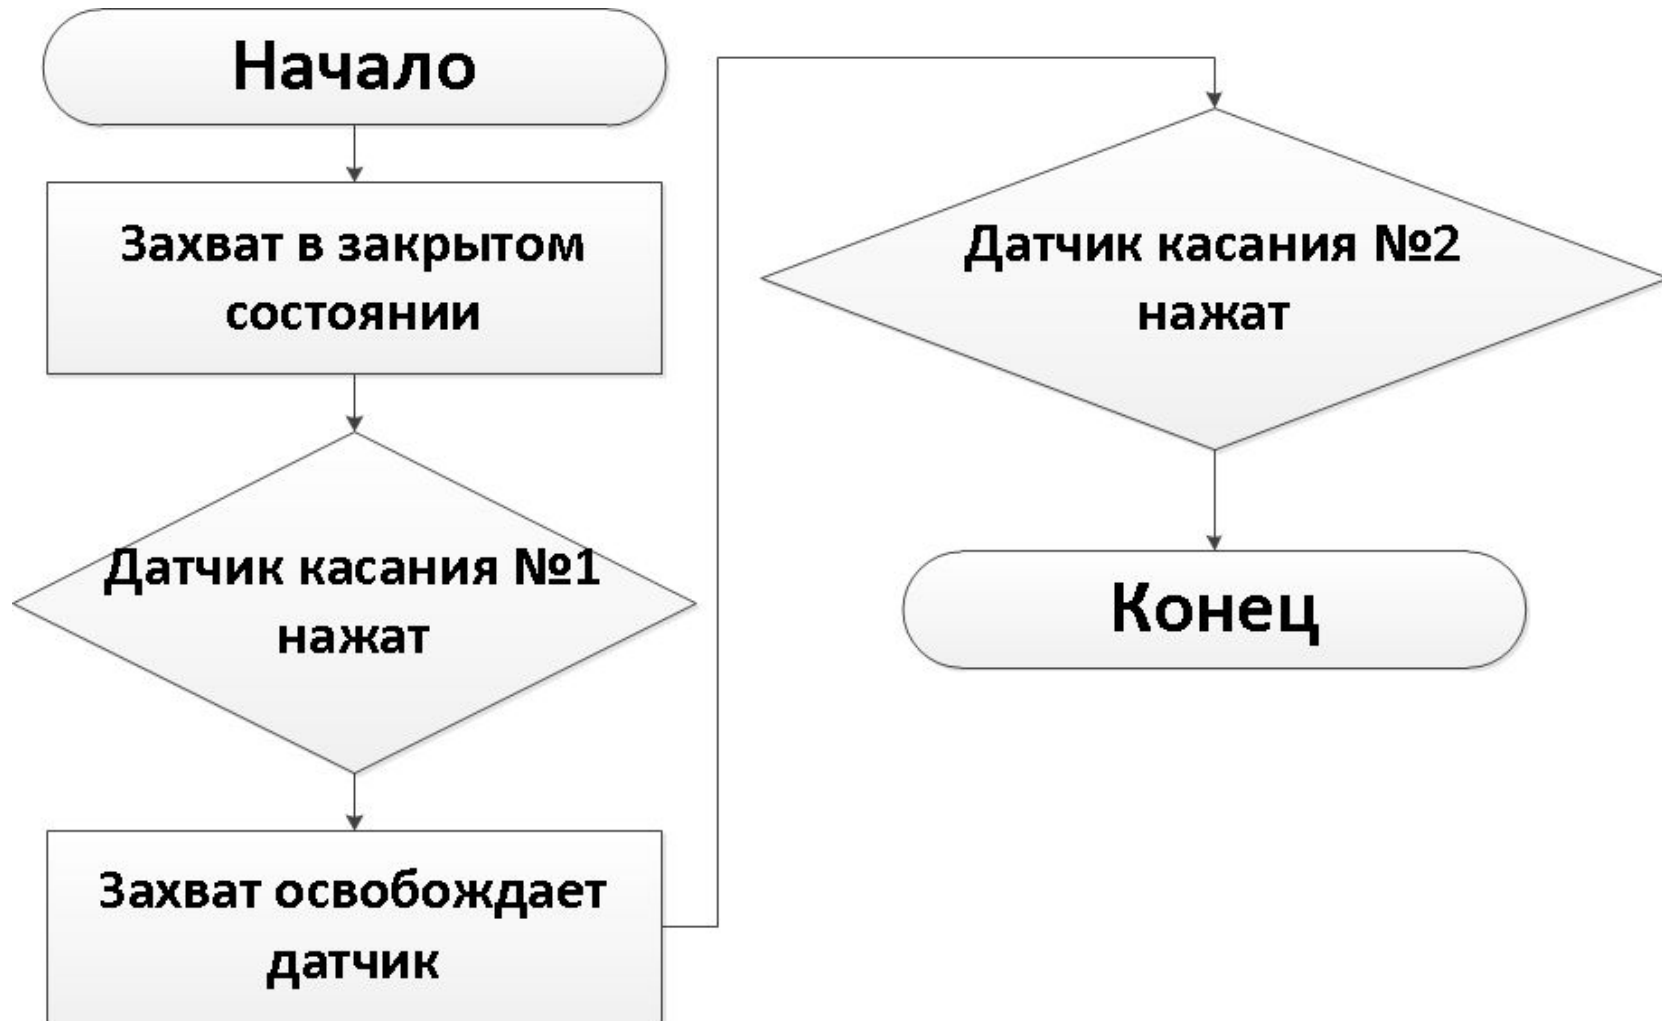 Начало
Захват в закрытом
состоянии
Датчик касания №1
нажат
Захват освобождает
датчик
Датчик касания №2
нажат
Конец